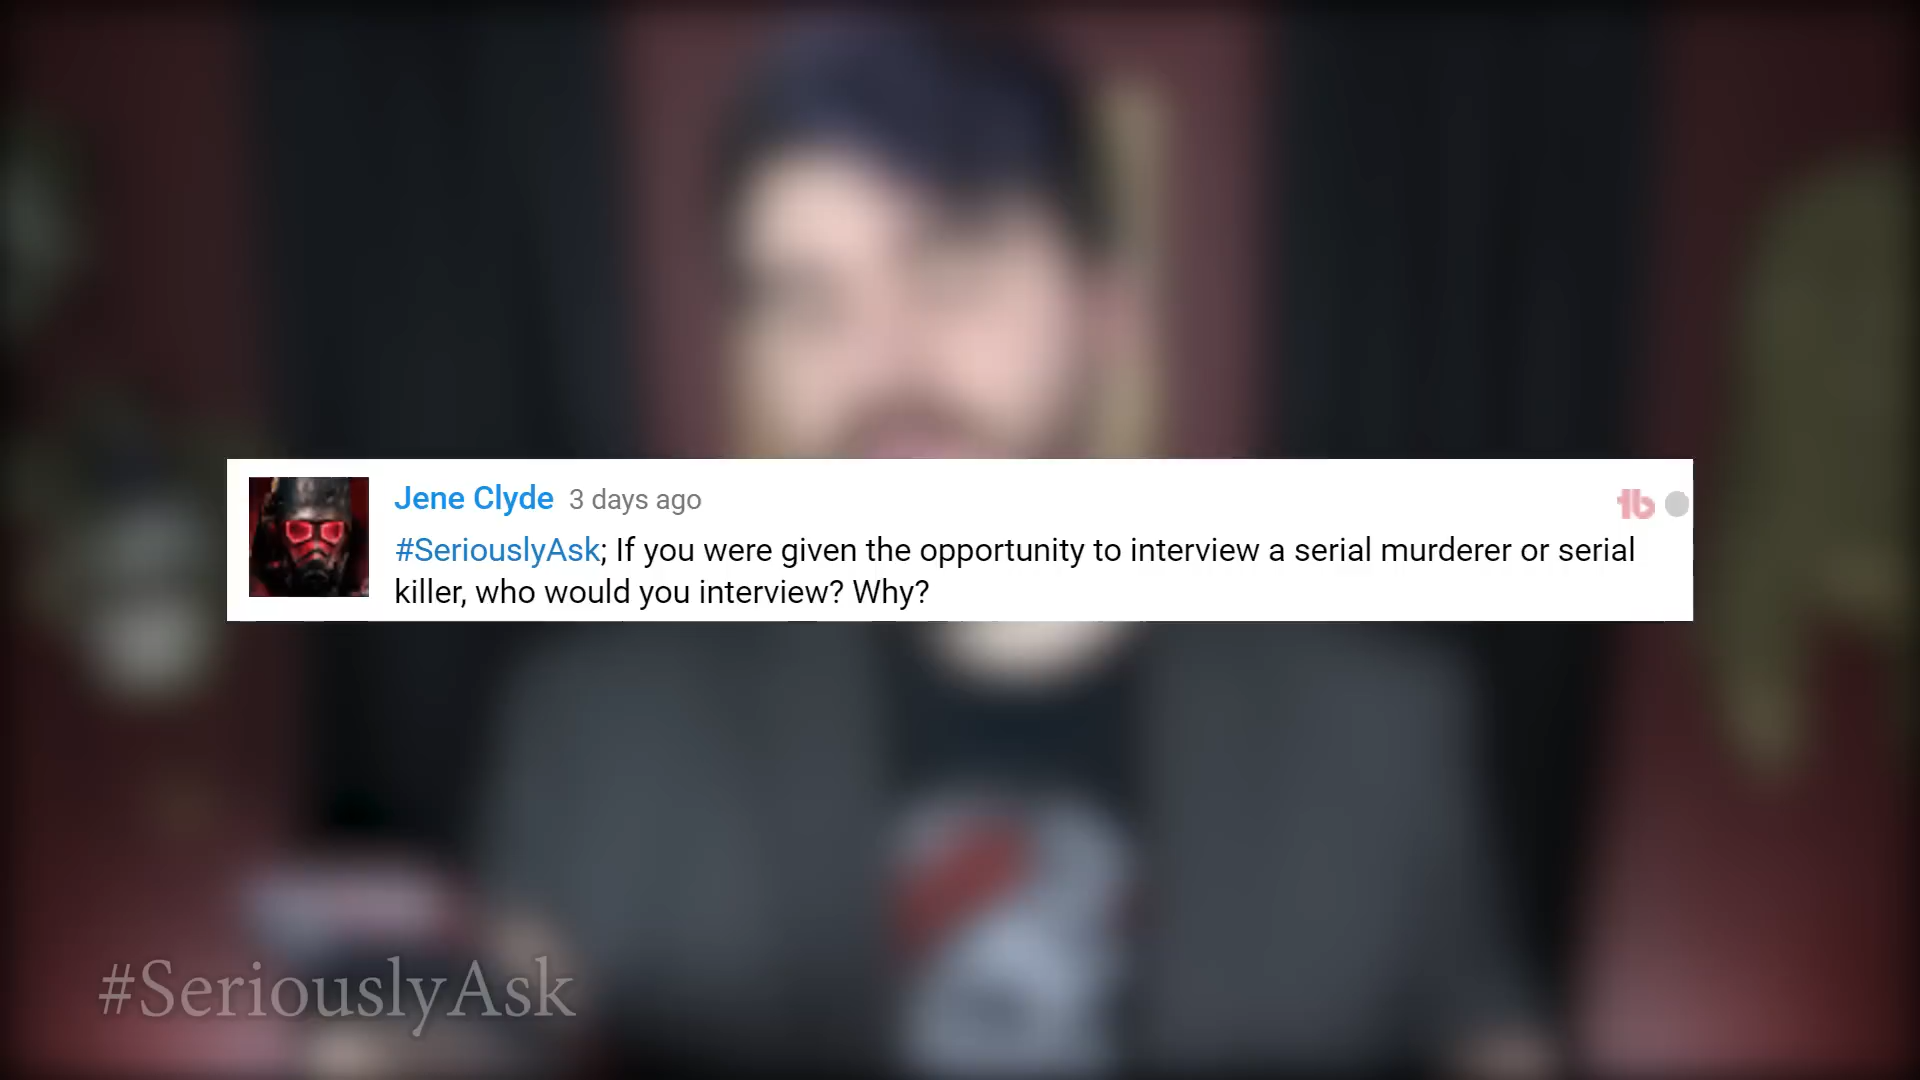 Jene Clyde 3 days ago
#SeriouslyAsk; If you were given the opportunity to interview a serial murderer or serial
killer, who would you interview? Why?
#SeriouslyAsk